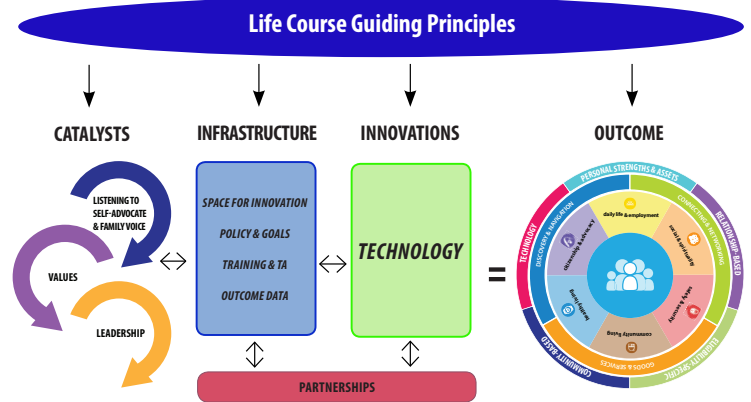 Life Course Guiding Principles
CATALYSTS
INFRASTRUCTURE
INNOVATIONS
OUTCOME
LISTENING TO
SELF-ADVOCATE
& FAMILY VOICE
VALUES
LEADERSHIP
SPACE FOR INNOVATION
POLICY & GOALS
TRAINING & TA
OUTCOME DATA
TECHNOLOGY
PARTNERSHIPS
=
PERSONAL STRENGTHS & ASSETS
RELATIONSHIP-BASED
ELIGIBILITY-SPECIFIC
COMMUNITY-BASED
TECHNOLOGY
DISCOVERY & NAVIGATION
CONNECTING & NETWORKING
GOODS & SERVICES
daily life & employment
social & spirituality
safety & security
community living
healthy living
citizenship & advocacy